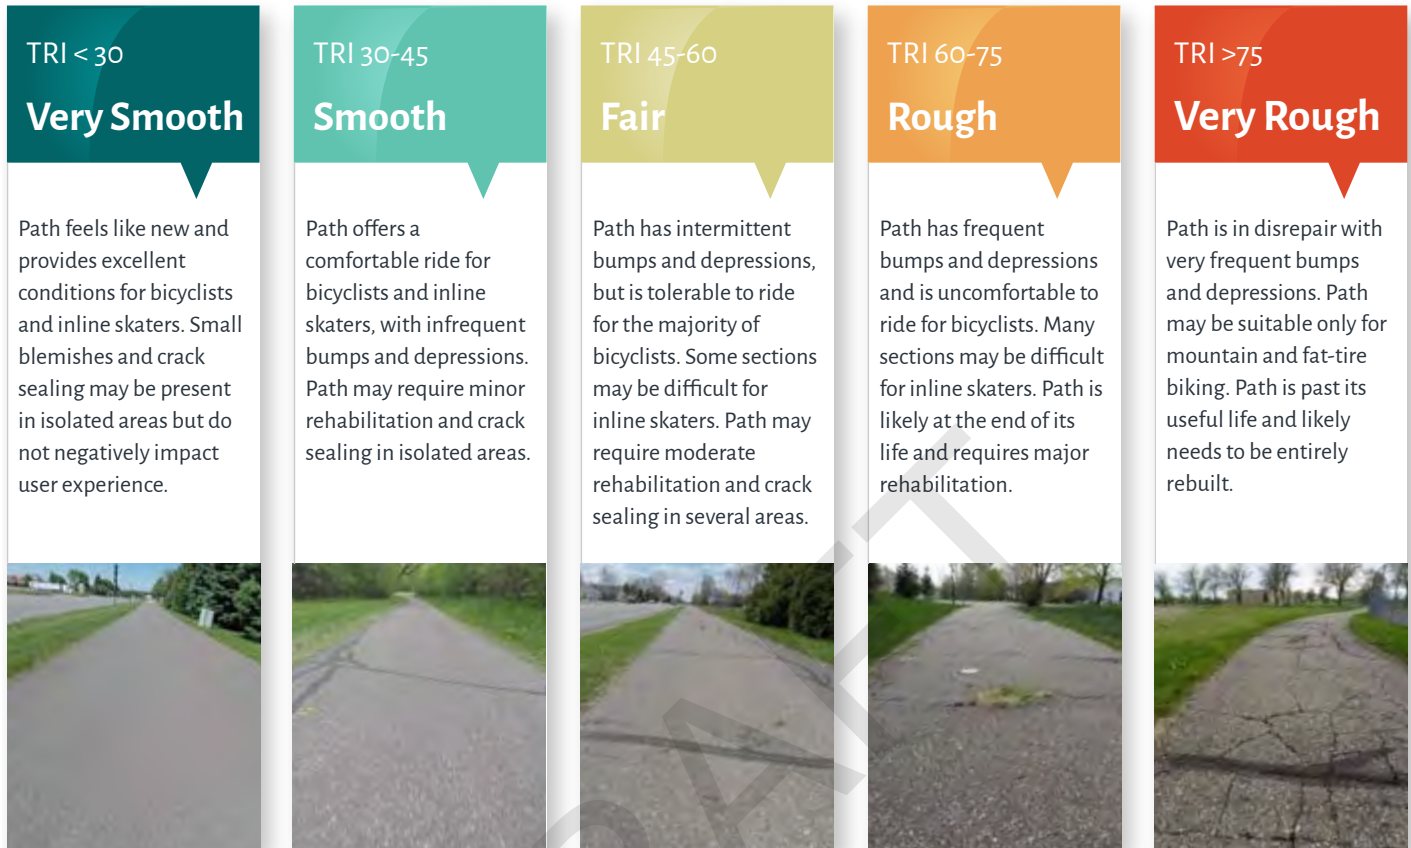 TRI < 30
Very Smooth
Path feels like new and
provides excellent
conditions for bicyclists
and inline skaters. Small
blemishes and crack
sealing may be present
in isolated areas but do
not negatively impact
user experience.
TRI 30-45
Smooth
Path offers a
comfortable ride for
bicyclists and inline
skaters, with infrequent
bumps and depressions.
Path may require minor
rehabilitation and crack
sealing in isolated areas.
TRI 45-60
Fair
Path has intermittent
bumps and depressions,
but is tolerable to ride
for the majority of
bicyclists. Some sections
may be difficult for
inline skaters. Path may
require moderate
rehabilitation and crack
sealing in several areas.
TRI 60-75
Rough
Path has frequent
bumps and depressions
and is uncomfortable to
ride for bicyclists. Many
sections may be difficult
for inline skaters. Path is
likely at the end of its
life and requires major
rehabilitation.
TRI >75
Very Rough
Path is in disrepair with
very frequent bumps
and depressions. Path
may be suitable only for
mountain and fat-tire
biking. Path is past its
useful life and likely
needs to be entirely
rebuilt.
RAFT